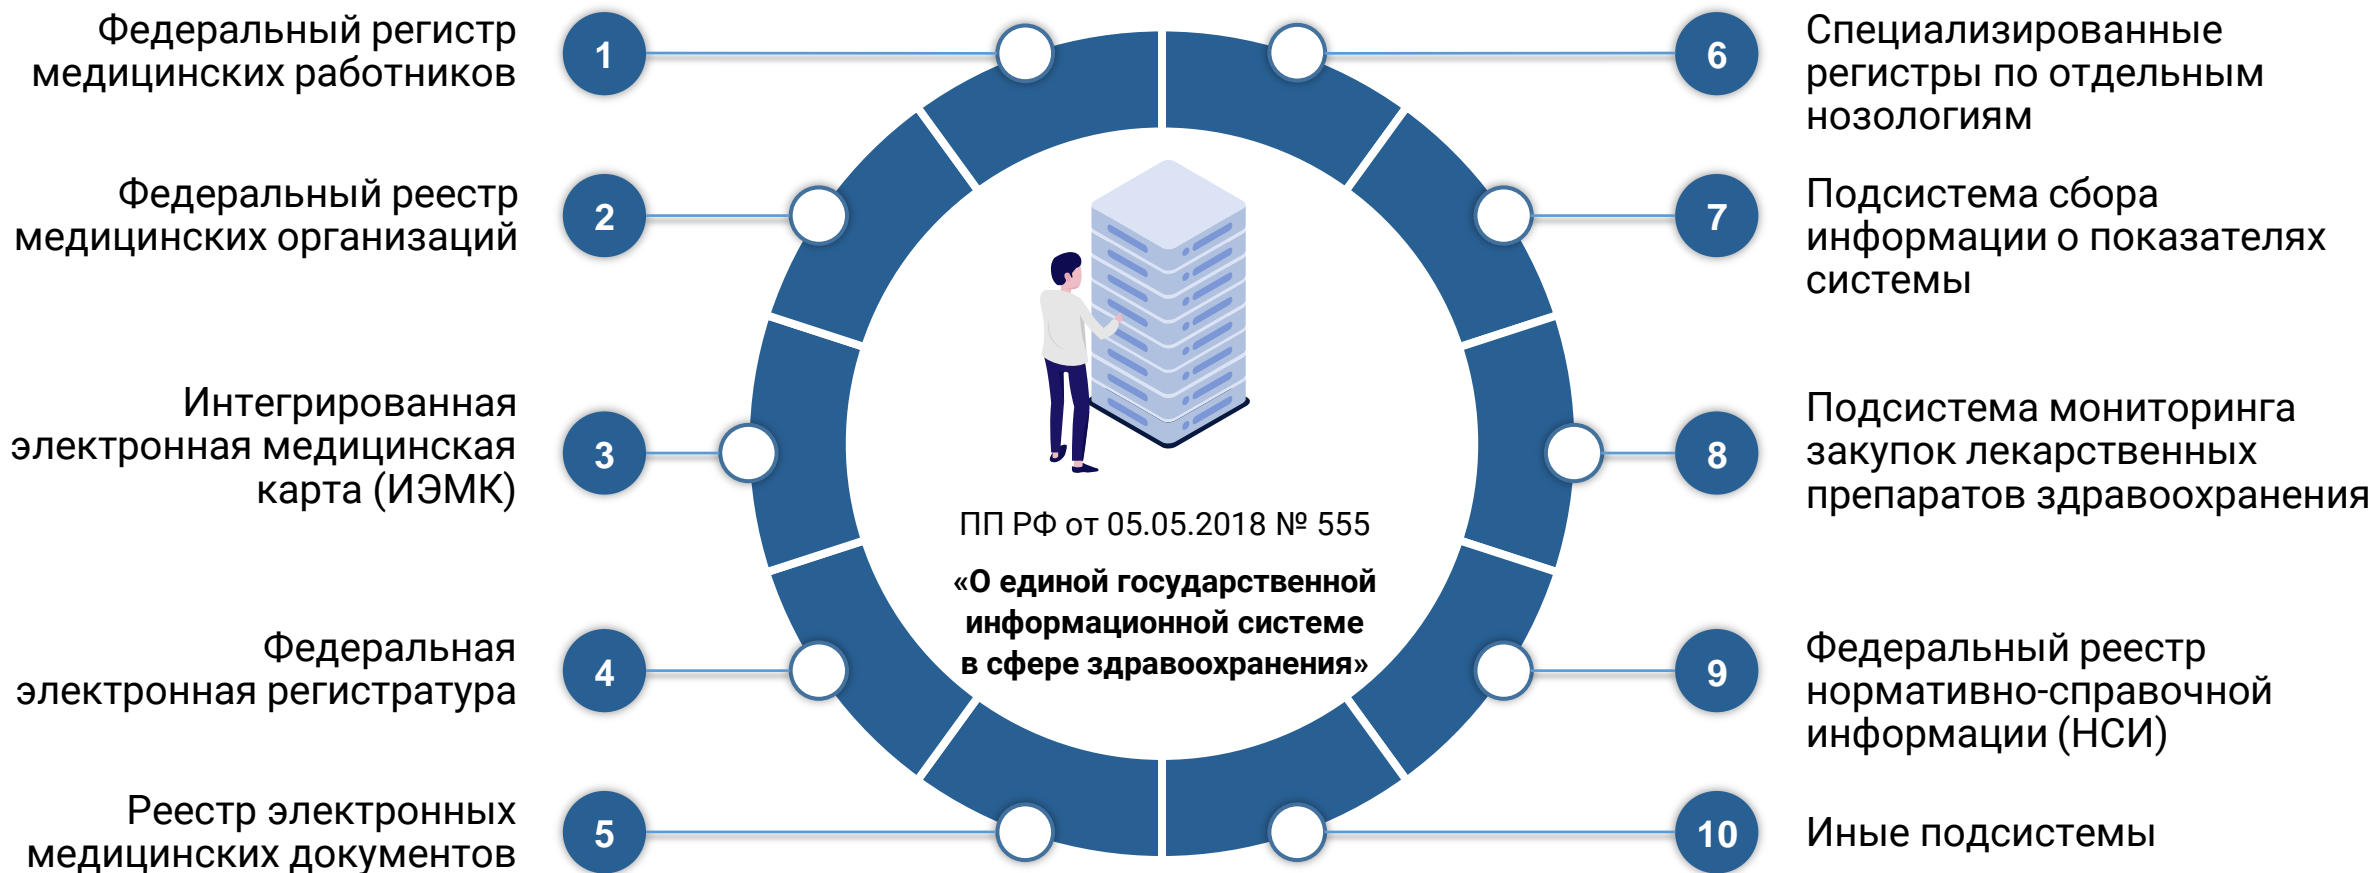 Федеральный регистр
медицинских работников
1
Федеральный реестр
медицинских организаций
2
Интегрированная
электронная медицинская
карта (ИЭМК)
3
Федеральная
электронная регистратура
4
Реестр электронных
медицинских документов
5
ПП РФ от 05.05.2018 № 555
«О единой государственной
информационной системе
в сфере здравоохранения»
6
Специализированные
регистры по отдельным
нозологиям
7
Подсистема сбора
информации о показателях
системы
8
Подсистема мониторинга
закупок лекарственных
препаратов здравоохранения
9
Федеральный реестр
нормативно-справочной
информации (НСИ)
10
Иные подсистемы